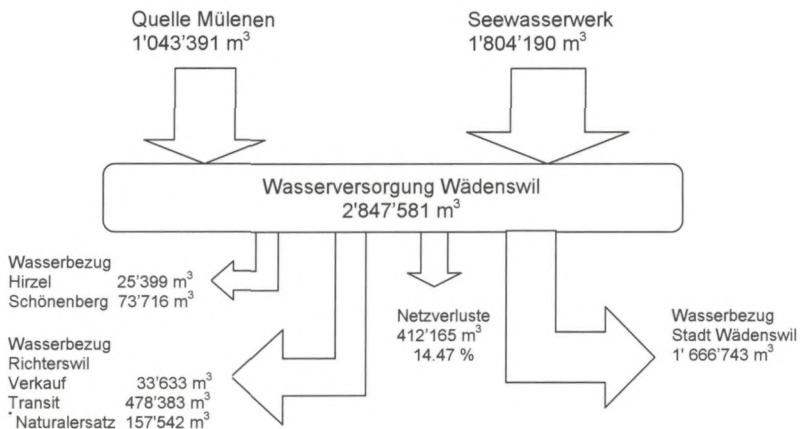 Quelle Mülenen
1'043'391 m³
Seewasserwerk
1'804'190 m³
Wasserversorgung Wädenswil
2'847'581 m³
Wasserbezug
Hirzel 25'399 m³
Schönenberg 73'716 m³
Wasserbezug
Richterswil
Verkauf 33'633 m³
Transit 478'383 m³
*Naturalersatz 157'542 m³
Netzverluste
412'165 m³
14.47 %
Wasserbezug
Stadt Wädenswil
1' 666'743 m³